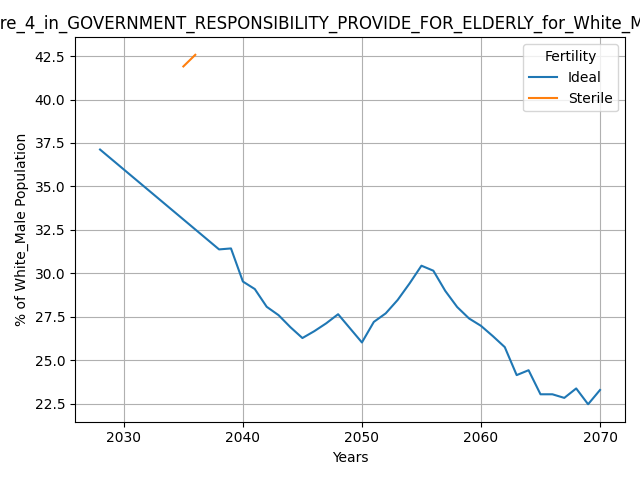 re_4_in_GOVERNMENT_RESPONSIBILITY_PROVIDE_FOR_ELDERLY_for_White_M
Fertility
Ideal
Sterile
% of White_Male Population
42.5
40.0
37.5
35.0
32.5
30.0
27.5
25.0
22.5
2030 2040 2050 2060 2070
Years